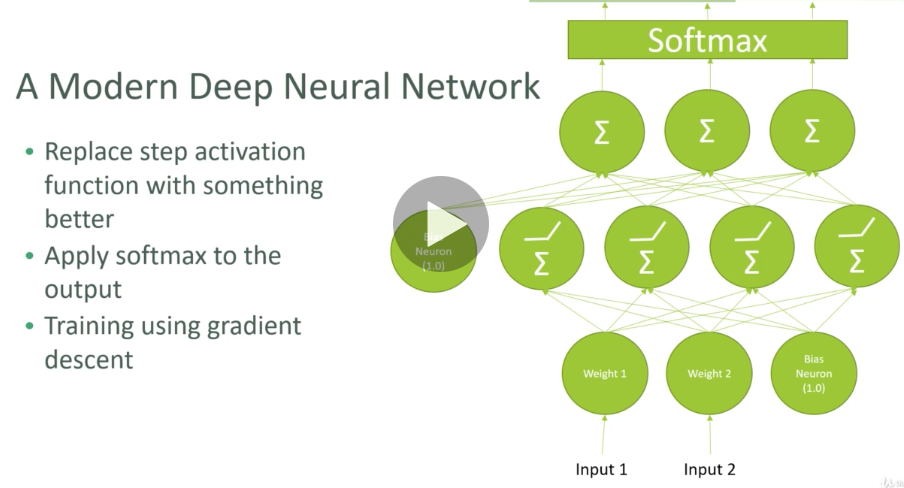 Softmax
A Modern Deep Neural Network
Σ Σ Σ
• Replace step activation
function with something
better
• Apply softmax to the
output
• Training using gradient
descent
Bias
Neuron
(1.0)
Σ Σ Σ Σ
Weight 1
Weight 2
Bias
Neuron
(1.0)
Input 1
Input 2